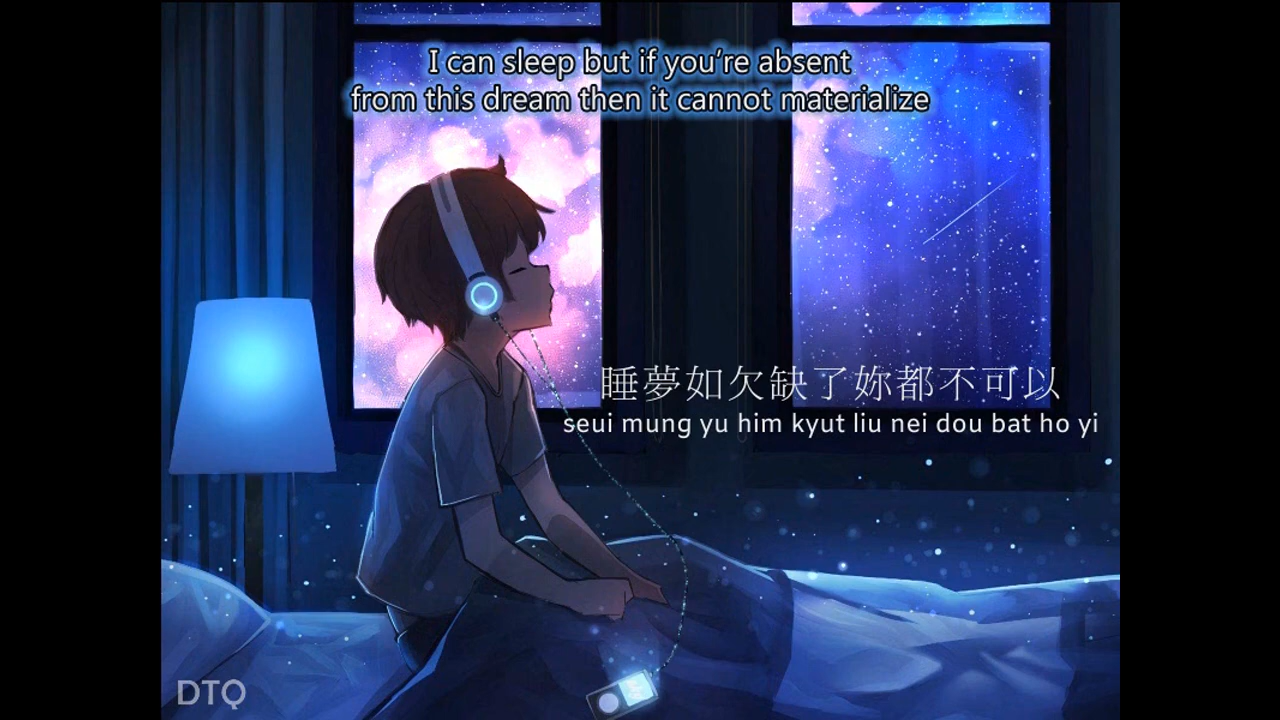 I can sleep but if you’re absent
from this dream then it cannot materialize
睡夢如欠缺了妳都不可以
seui mung yu him kyut liu nei dou bat ho yi
DTQ